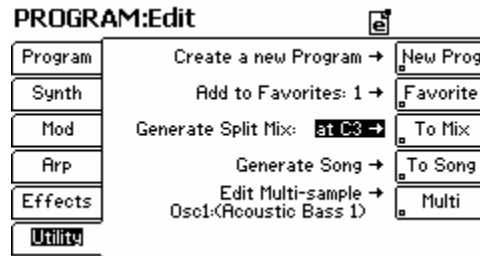 PROGRAM:Edit
Program
Create a new Program → New Prog
Synth
Add to Favorites: 1 → Favorite
Mod
Generate Split Mix: at C3 → To Mix
Arp
Generate Song → To Song
Effects
Edit Multi-sample → Multi
Osc1:(Acoustic Bass 1)
Utility